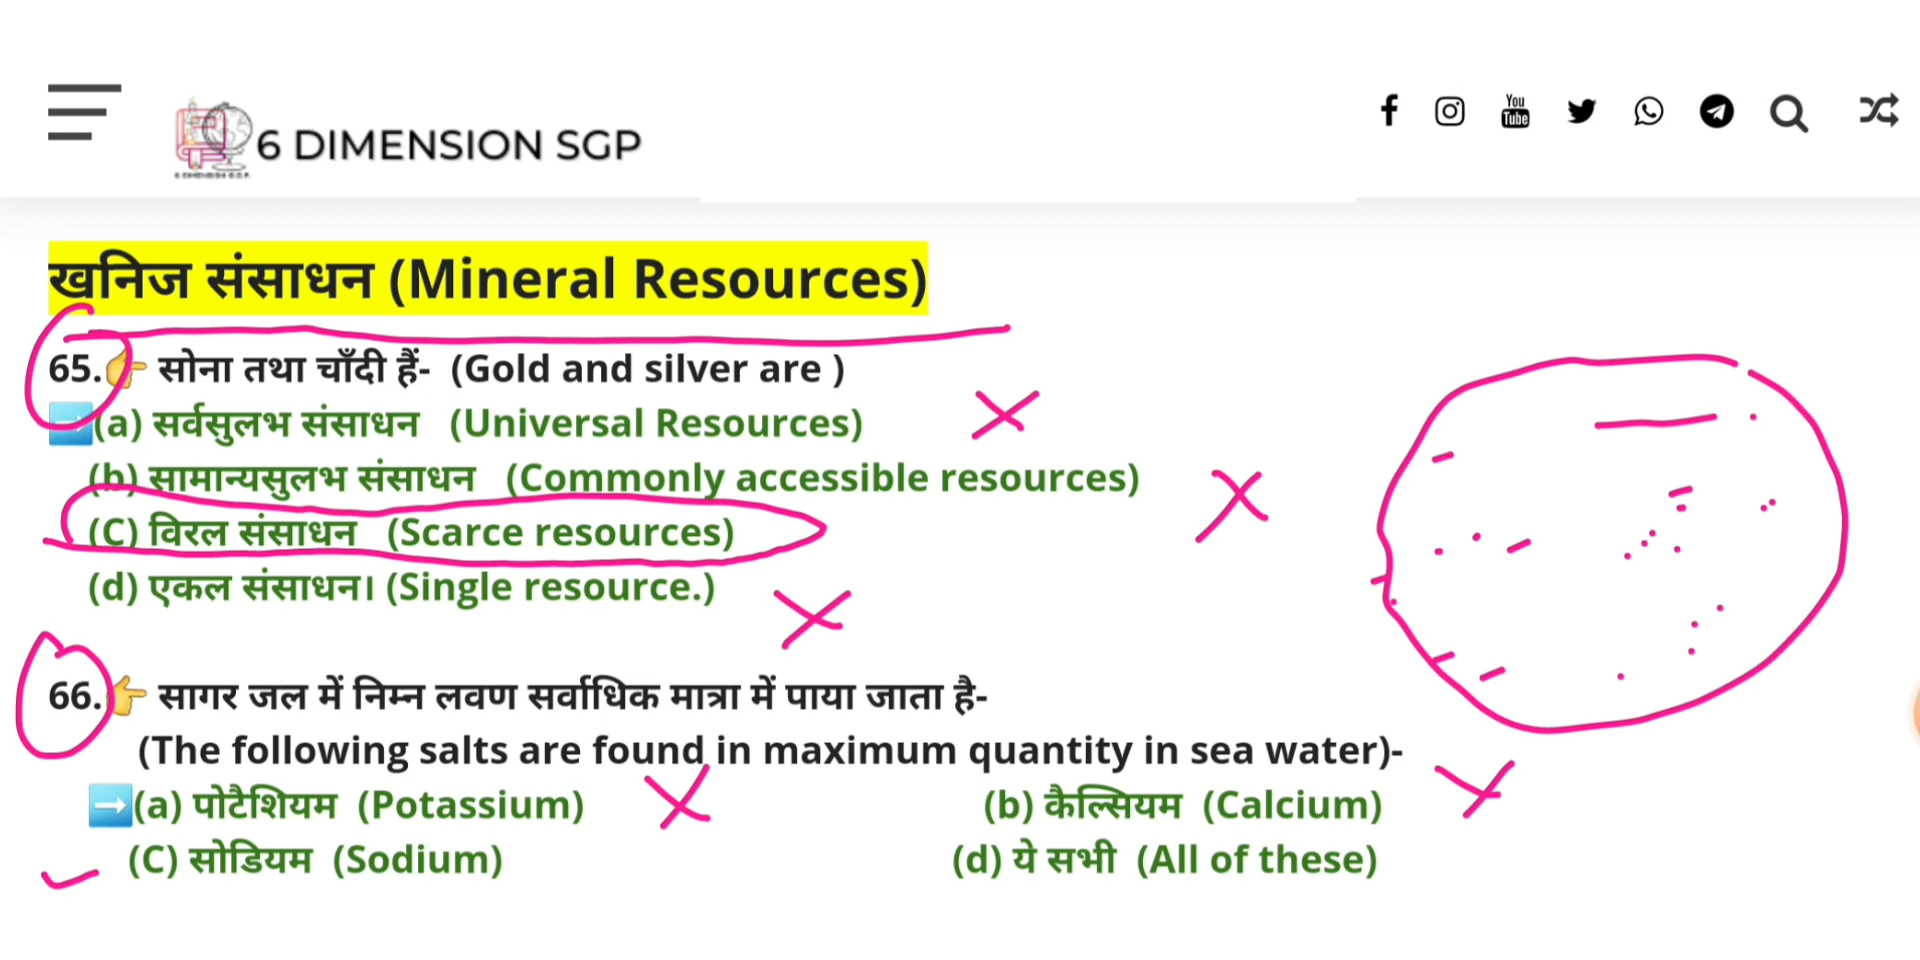 6 DIMENSION SGP
You Tube
खनिज संसाधन (Mineral Resources)
65.👉 सोना तथा चाँदी हैं- (Gold and silver are )
➡️(a) सर्वसुलभ संसाधन (Universal Resources)
(b) सामान्यसुलभ संसाधन (Commonly accessible resources)
(C) विरल संसाधन (Scarce resources)
(d) एकल संसाधन। (Single resource.)
66.👉 सागर जल में निम्न लवण सर्वाधिक मात्रा में पाया जाता है-
(The following salts are found in maximum quantity in sea water)-
➡️(a) पोटैशियम (Potassium) (b) कैल्सियम (Calcium)
(C) सोडियम (Sodium) (d) ये सभी (All of these)